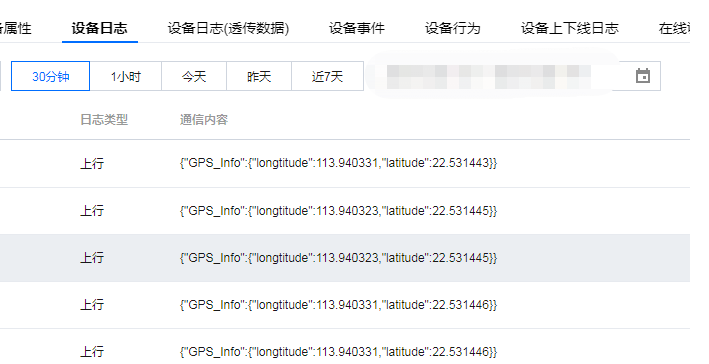 备属性 设备日志 设备日志(透传数据) 设备事件 设备行为 设备上下线日志 在线
30分钟 1小时 今天 昨天 近7天
日志类型 通信内容
上行 {"GPS_Info":{"longtitude":113.940331,"latitude":22.531443}}
上行 {"GPS_Info":{"longtitude":113.940323,"latitude":22.531445}}
上行 {"GPS_Info":{"longtitude":113.940323,"latitude":22.531445}}
上行 {"GPS_Info":{"longtitude":113.940331,"latitude":22.531446}}
上行 {"GPS_Info":{"longtitude":113.940331,"latitude":22.531446}}